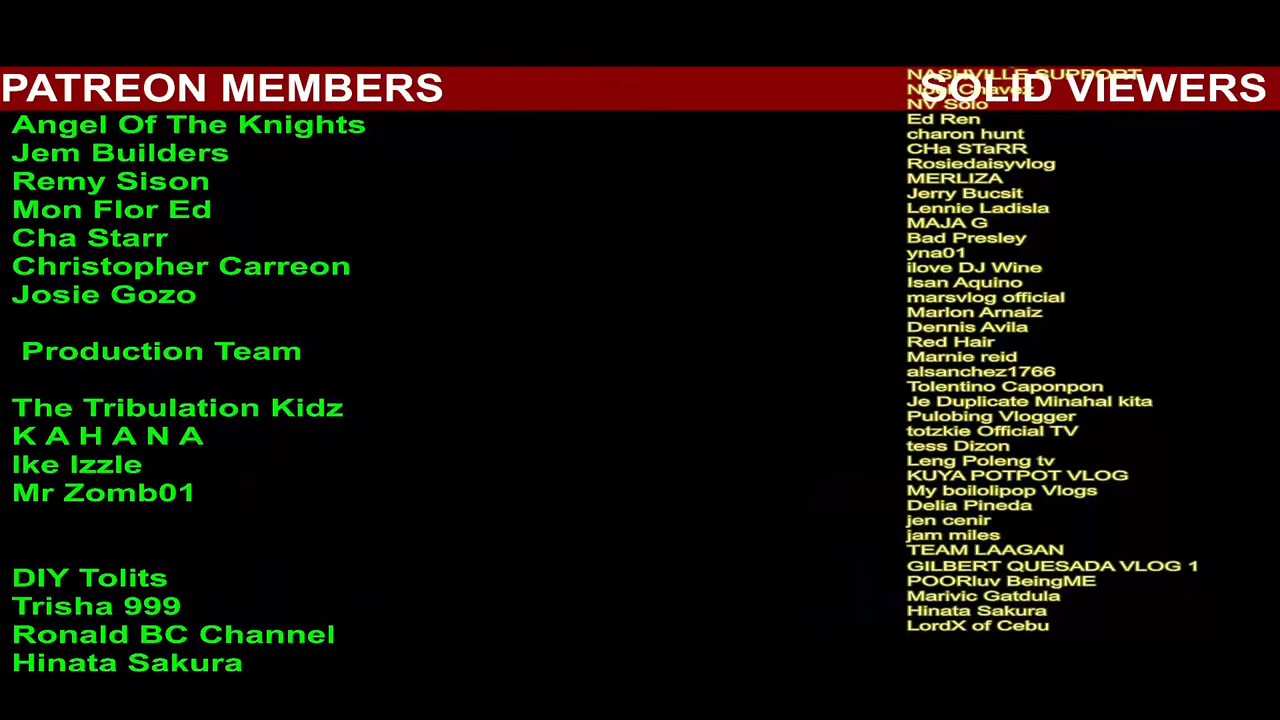 PATREON MEMBERS
Angel Of The Knights
Jem Builders
Remy Sison
Mon Flor Ed
Cha Starr
Christopher Carreon
Josie Gozo
Production Team
The Tribulation Kidz
K A H A N A
Ike Izzle
Mr Zomb01
DIY Tolits
Trisha 999
Ronald BC Channel
Hinata Sakura
SOLID VIEWERS
NASHVILLE SUPPORT
Noel Chavez
NV Solo
Ed Ren
charon hunt
CHa STaRR
Rosiedaisyvlog
MERLIZA
Jerry Bucsit
Lennie Ladisla
MAJA G
Bad Presley
yna01
ilove DJ Wine
Isan Aquino
marsvlog official
Marlon Arnaiz
Dennis Avila
Red Hair
Marnie reid
alsanchez1766
Tolentino Caponpon
Je Duplicate Minahal kita
Pulobing Vlogger
totzkie Official TV
tess Dizon
Leng Poleng tv
KUYA POTPOT VLOG
My boilolipop Vlogs
Delia Pineda
jen cenir
jam miles
TEAM LAAGAN
GILBERT QUESADA VLOG 1
POORluv BeingME
Marivic Gatdula
Hinata Sakura
LordX of Cebu